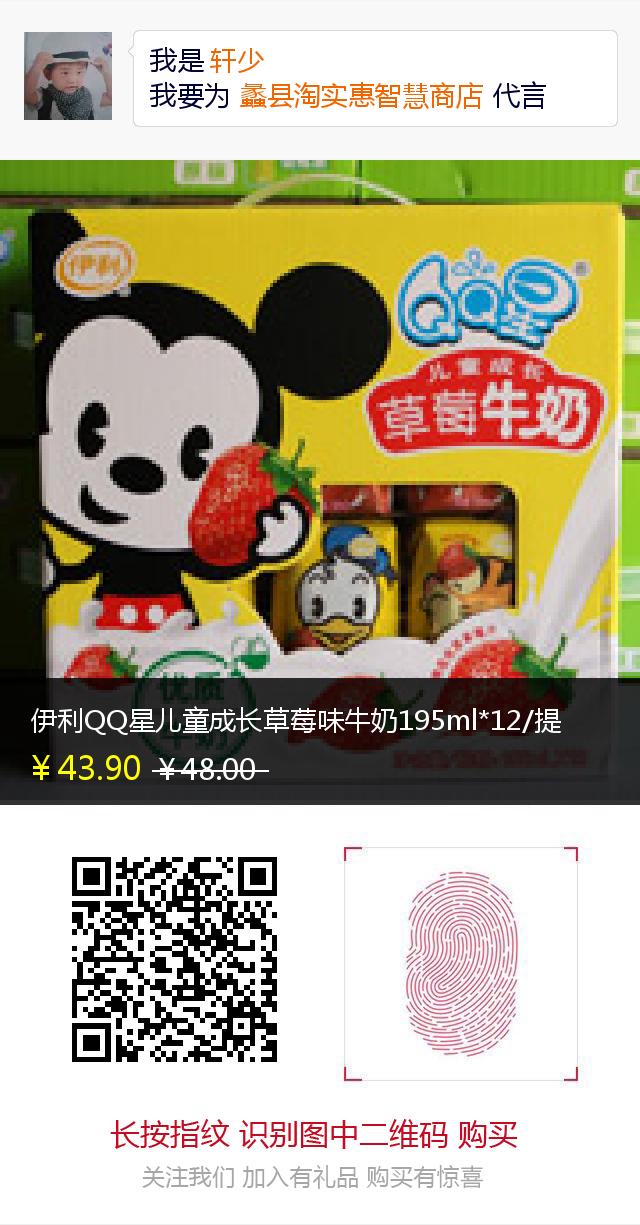 我是 轩少
我要为 蠡县淘实惠智慧商店 代言
伊利
QQ星
儿童成长
草莓牛奶
优质
牛奶
伊利QQ星儿童成长草莓味牛奶195ml*12/提
¥43.90 ¥48.00
长按指纹 识别图中二维码 购买
关注我们 加入有礼品 购买有惊喜